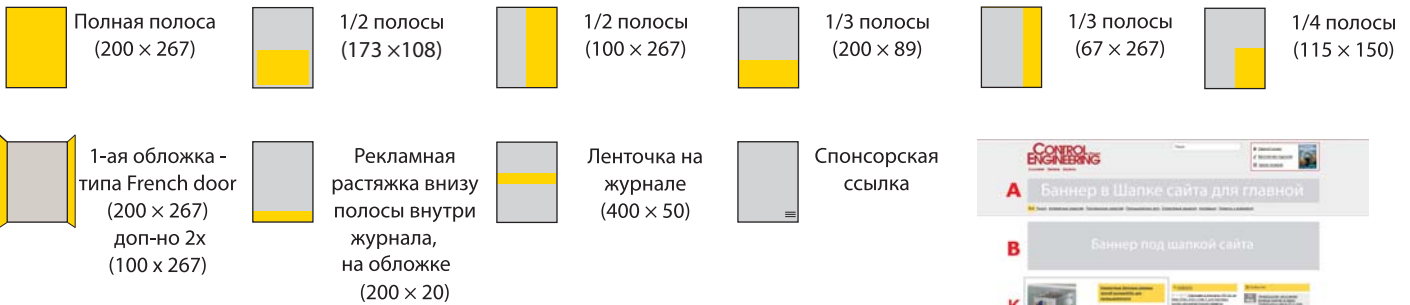 Полная полоса
(200 × 267)
1/2 полосы
(173 ×108)
1/2 полосы
(100 × 267)
1/3 полосы
(200 × 89)
1/3 полосы
(67 × 267)
1/4 полосы
(115 × 150)
1-ая обложка -
типа French door
(200 × 267)
доп-но 2x
(100 x 267)
Рекламная
растяжка внизу
полосы внутри
журнала,
на обложке
(200 × 20)
Ленточка на
журнале
(400 × 50)
Спонсорская
ссылка
CONTROL
ENGINEERING
A Баннер в Шапке сайта для главной
B Баннер под шапкой сайта
K